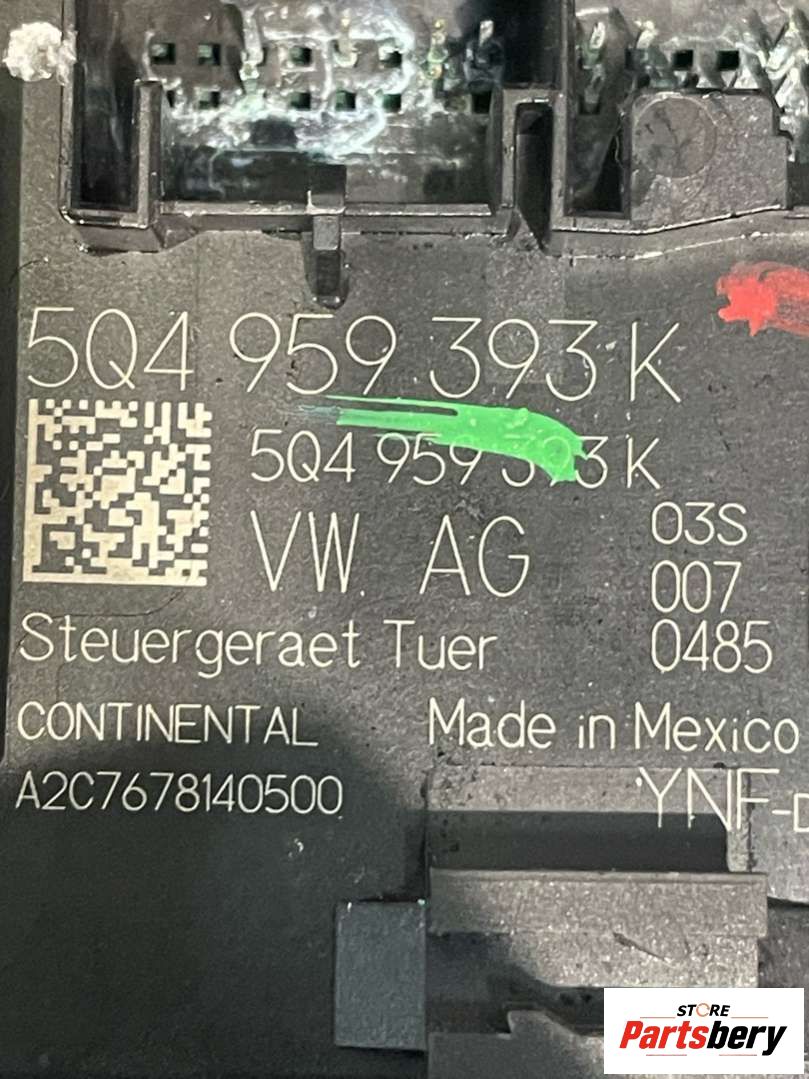 5Q4 959 393 K
5Q4 959 393 K
VW AG
03S
007
0485
Steuergeraet Tuer
CONTINENTAL
Made in Mexico
A2C7678140500
YNF-
STORE
Partsbery